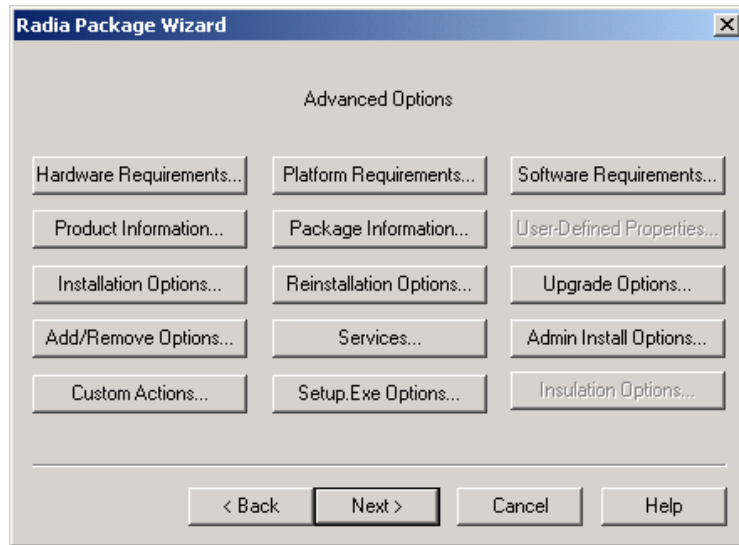 Radia Package Wizard
Advanced Options
Hardware Requirements... Platform Requirements... Software Requirements...
Product Information... Package Information... User-Defined Properties...
Installation Options... Reinstallation Options... Upgrade Options...
Add/Remove Options... Services... Admin Install Options...
Custom Actions... Setup.Exe Options... Insulation Options...
< Back Next > Cancel Help